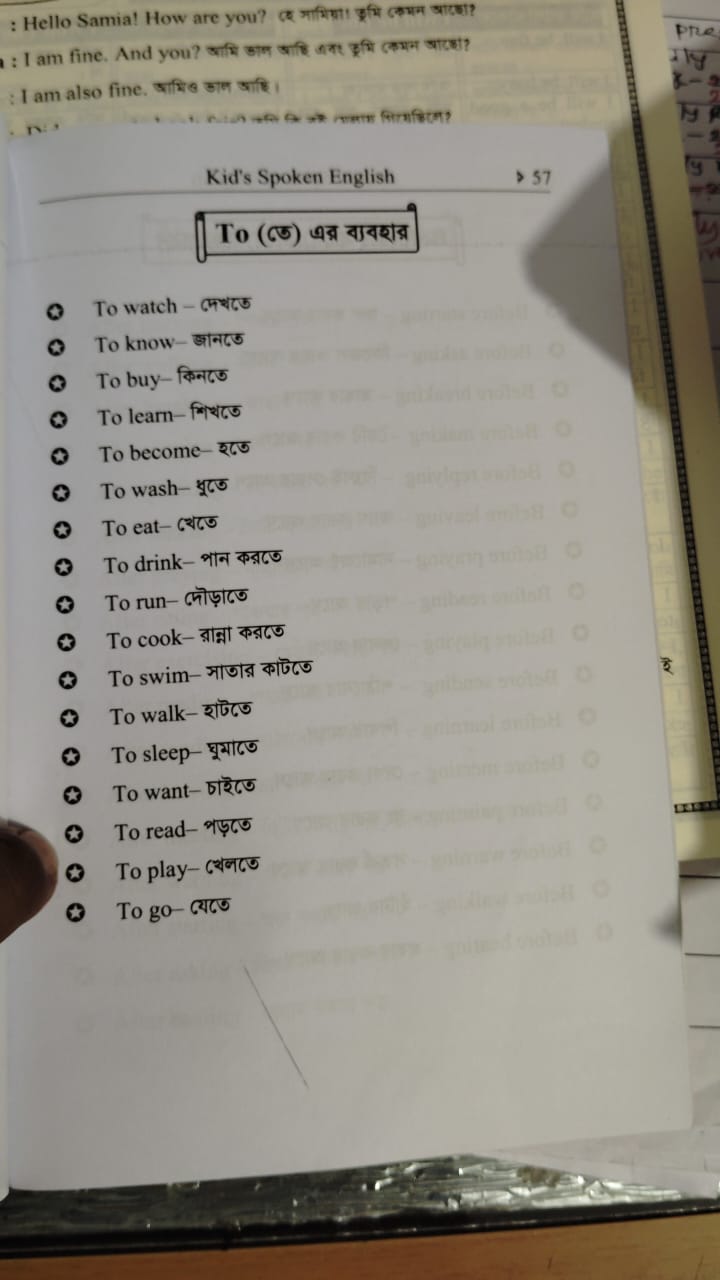 : Hello Samia! How are you? হে সামিয়া! তুমি কেমন আছো?
: I am fine. And you? আমি ভাল আছি এবং তুমি কেমন আছো?
: I am also fine. আমিও ভাল আছি।
Kid's Spoken English 57
To (তে) এর ব্যবহার
To watch – দেখতে
To know– জানতে
To buy– কিনতে
To learn– শিখতে
To become– হতে
To wash– ধুতে
To eat– খেতে
To drink– পান করতে
To run– দৌড়াতে
To cook– রান্না করতে
To swim– সাতার কাটতে
To walk– হাটতে
To sleep– ঘুমাতে
To want– চাইতে
To read– পড়তে
To play– খেলতে
To go– যেতে